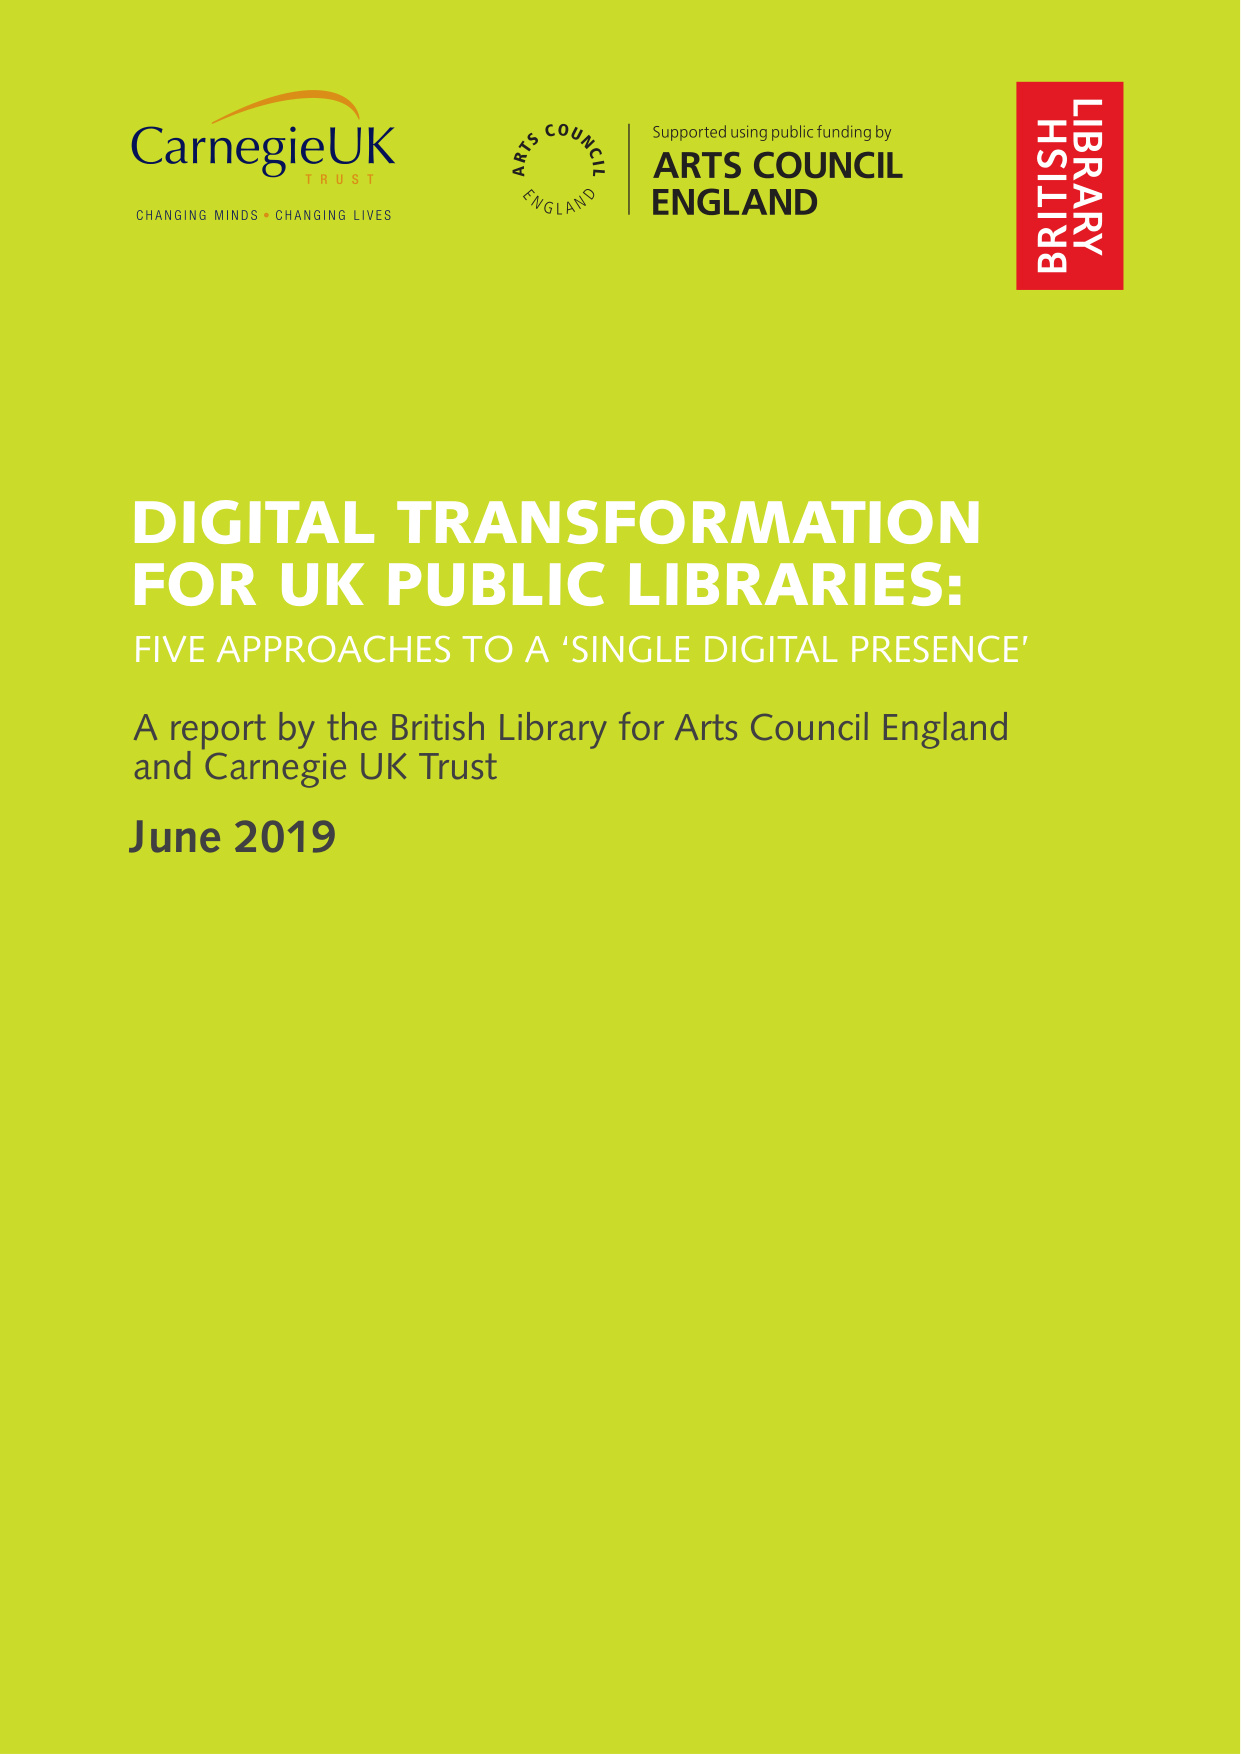 CarnegieUK
TRUST
CHANGING MINDS • CHANGING LIVES
ARTS COUNCIL
ENGLAND
Supported using public funding by
ARTS COUNCIL
ENGLAND
BRITISH
LIBRARY
DIGITAL TRANSFORMATION
FOR UK PUBLIC LIBRARIES:
FIVE APPROACHES TO A ‘SINGLE DIGITAL PRESENCE’
A report by the British Library for Arts Council England
and Carnegie UK Trust
June 2019